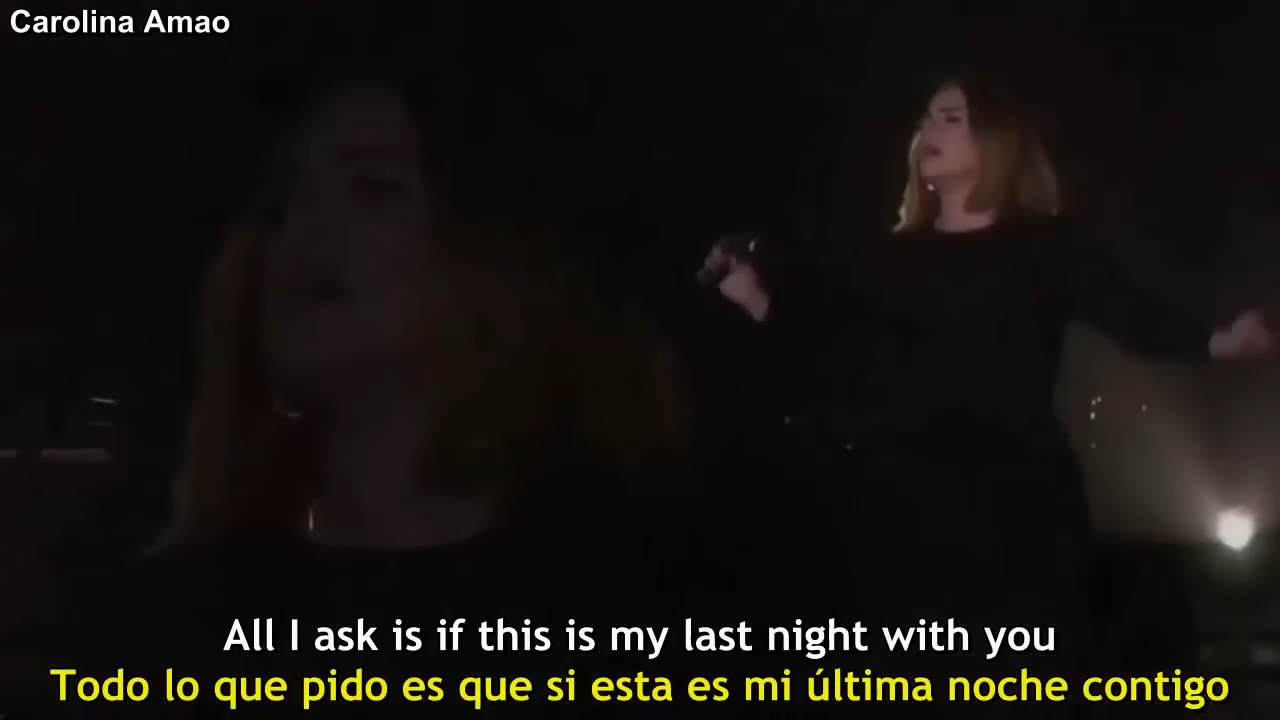 Carolina Amao
All I ask is if this is my last night with you
Todo lo que pido es que si esta es mi última noche contigo